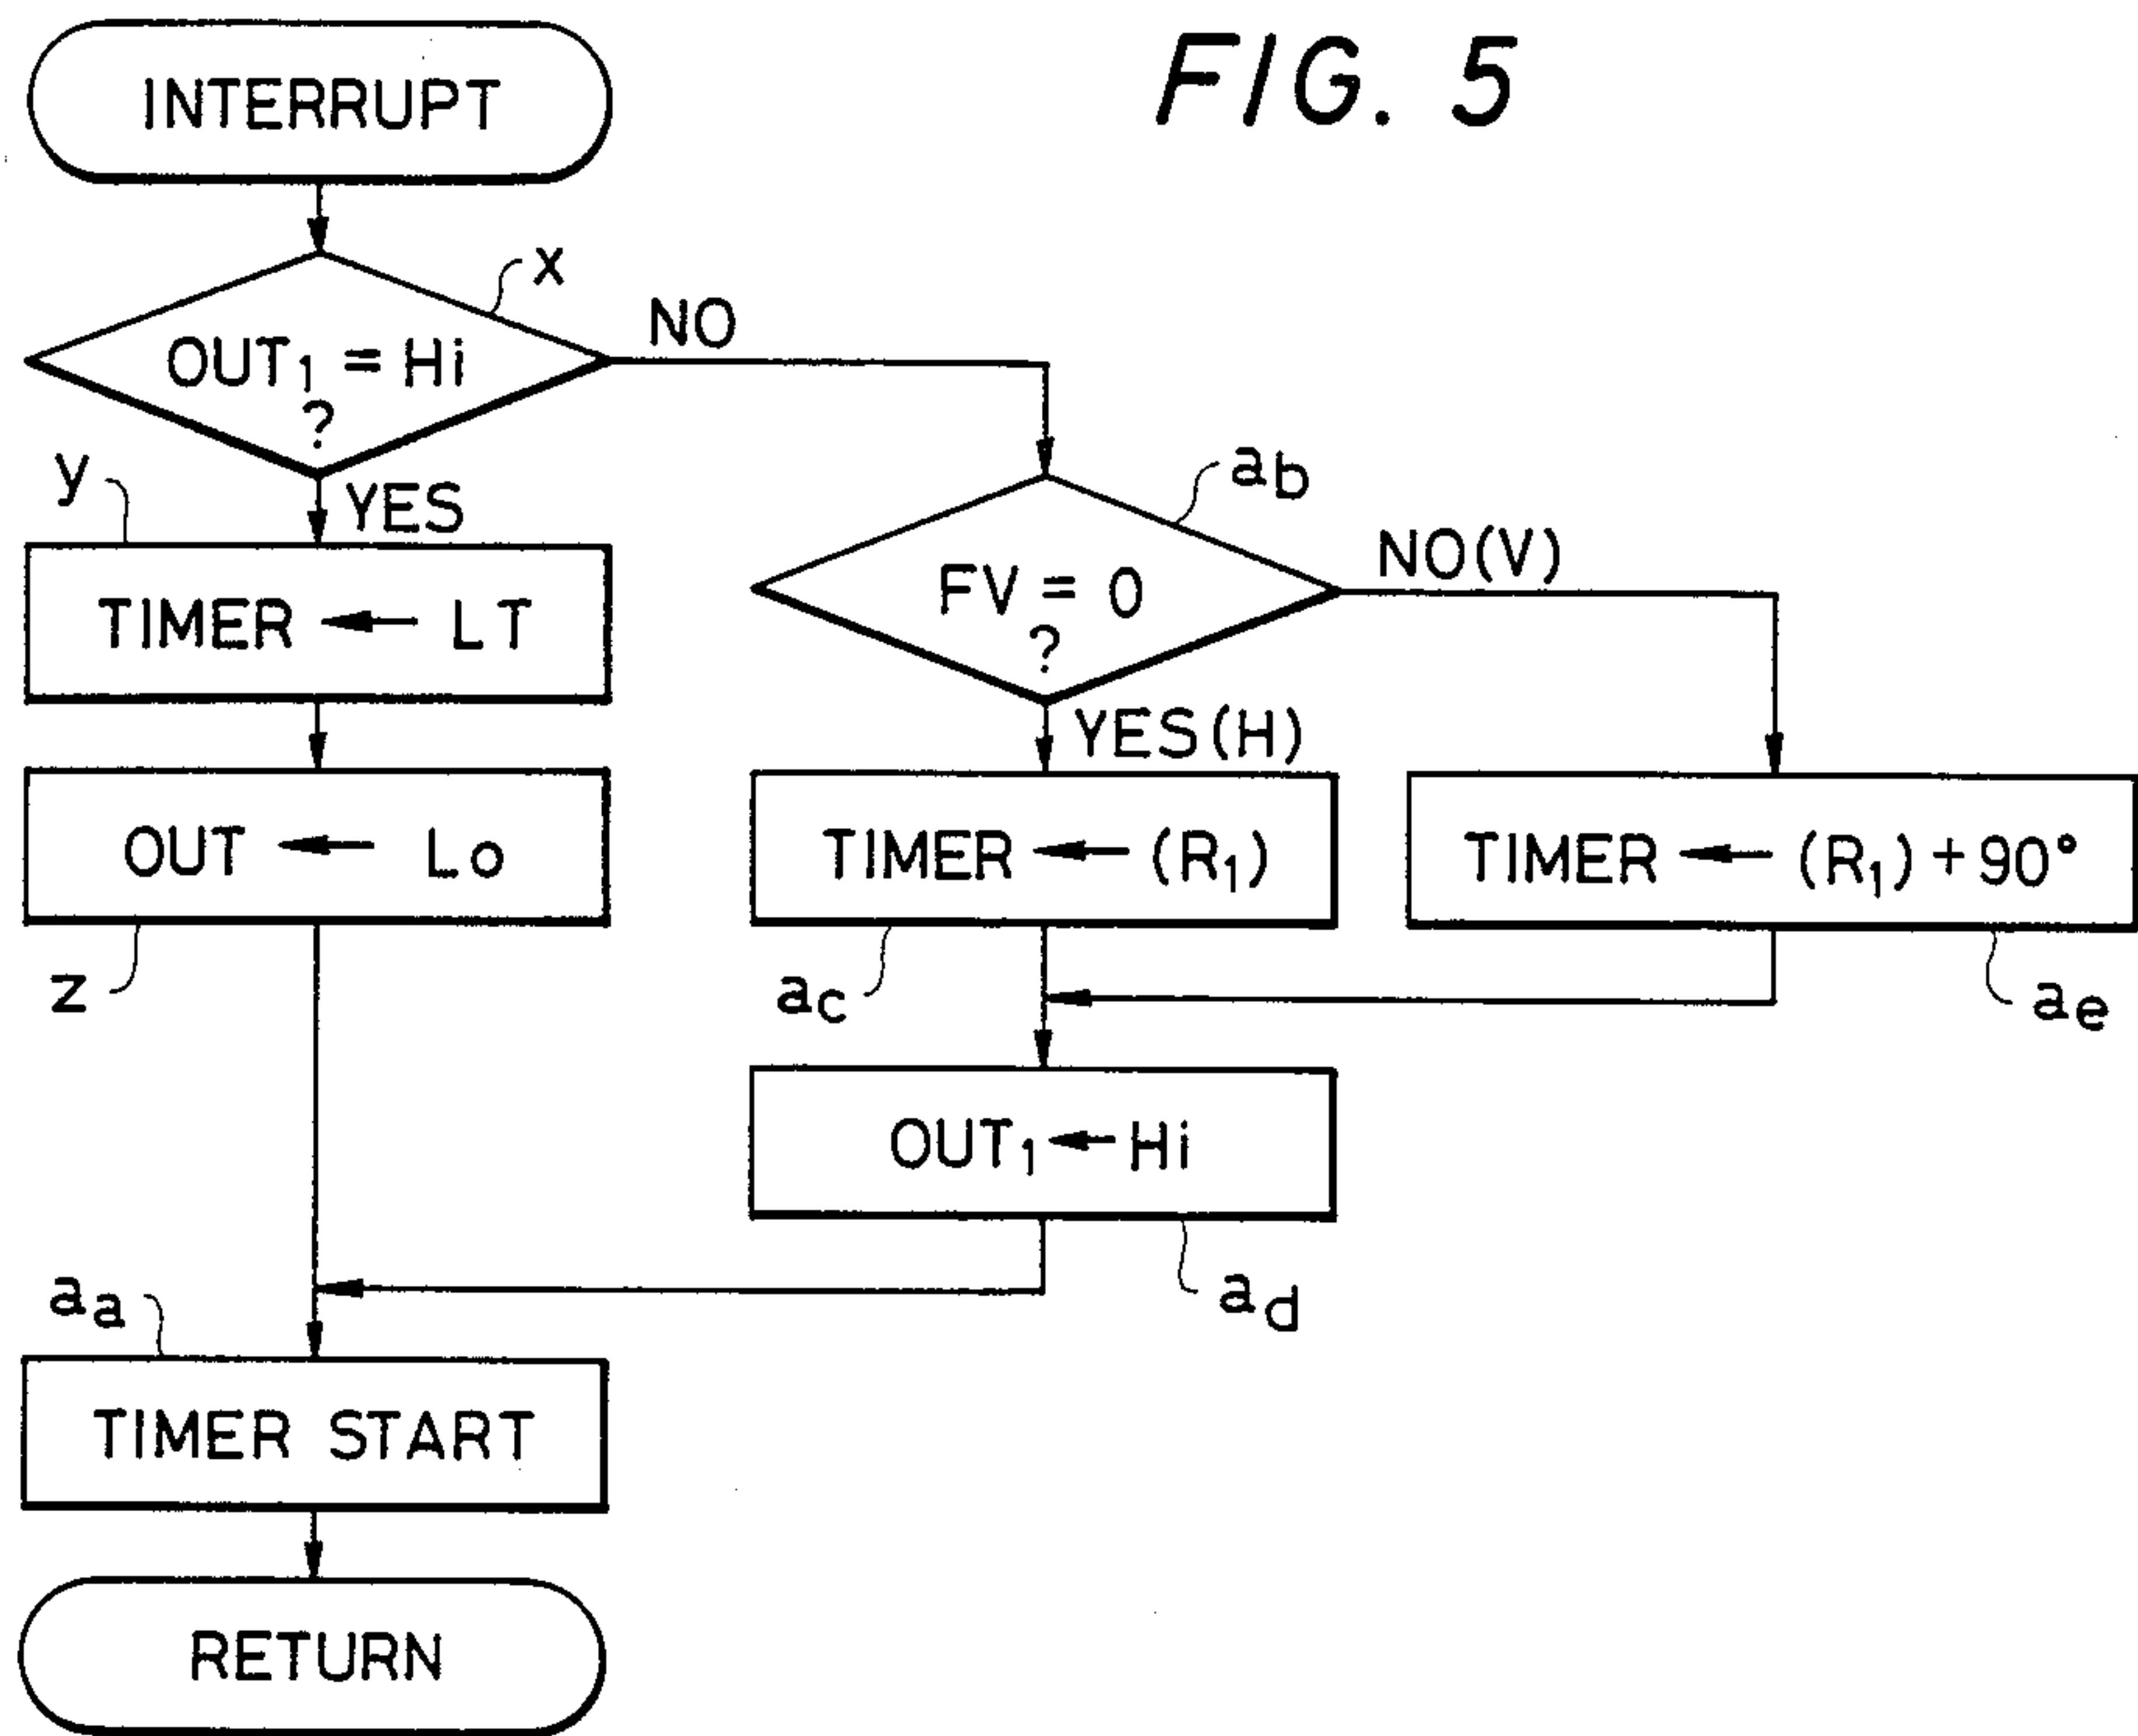 FIG. 5
INTERRUPT
x
OUT₁ = Hi
?
NO
YES
y
TIMER ← LT
OUT ← Lo
z
ab
FV = 0
?
NO(V)
YES(H)
TIMER ← (R₁)
ac
TIMER ← (R₁) + 90°
ae
OUT₁ ← Hi
ad
aa
TIMER START
RETURN